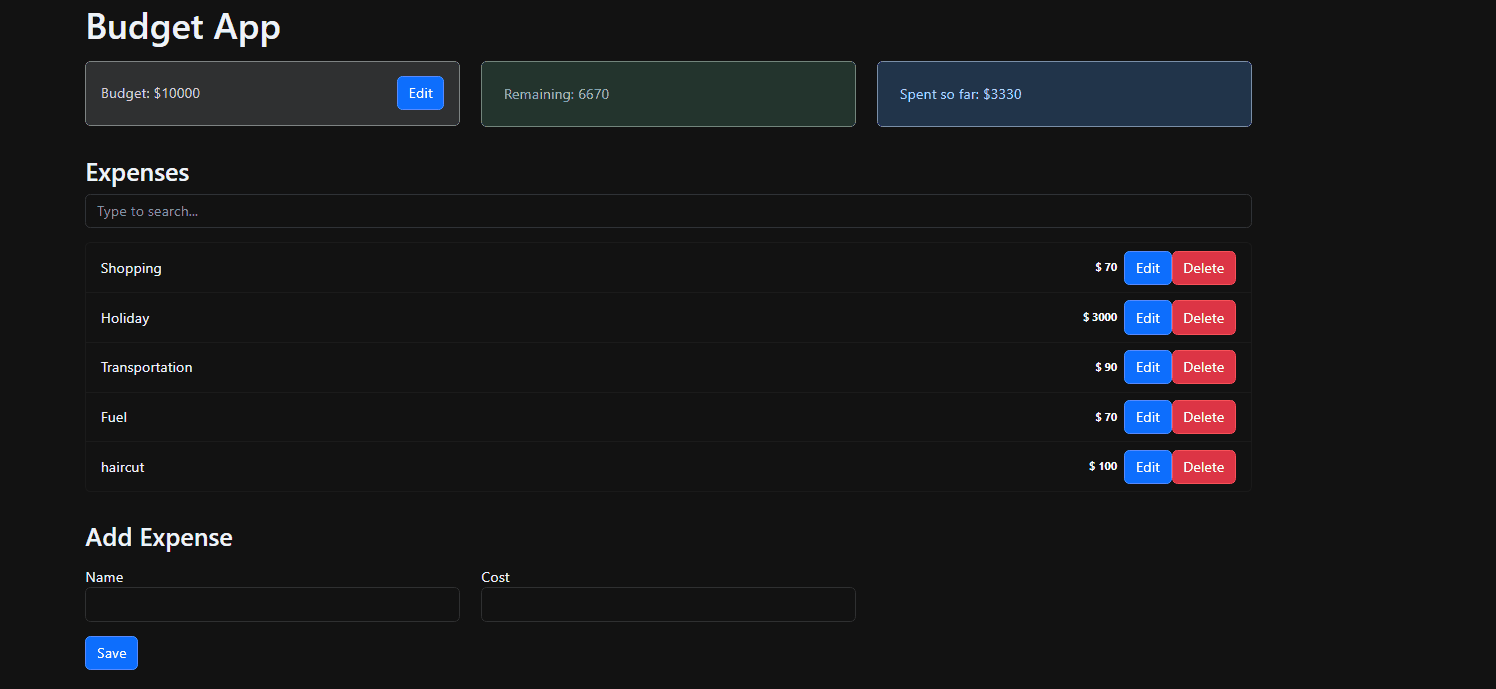 Budget App
Budget: $10000 Edit Remaining: 6670 Spent so far: $3330
Expenses
Type to search...
Shopping $ 70 Edit Delete
Holiday $ 3000 Edit Delete
Transportation $ 90 Edit Delete
Fuel $ 70 Edit Delete
haircut $ 100 Edit Delete
Add Expense
Name Cost
Save